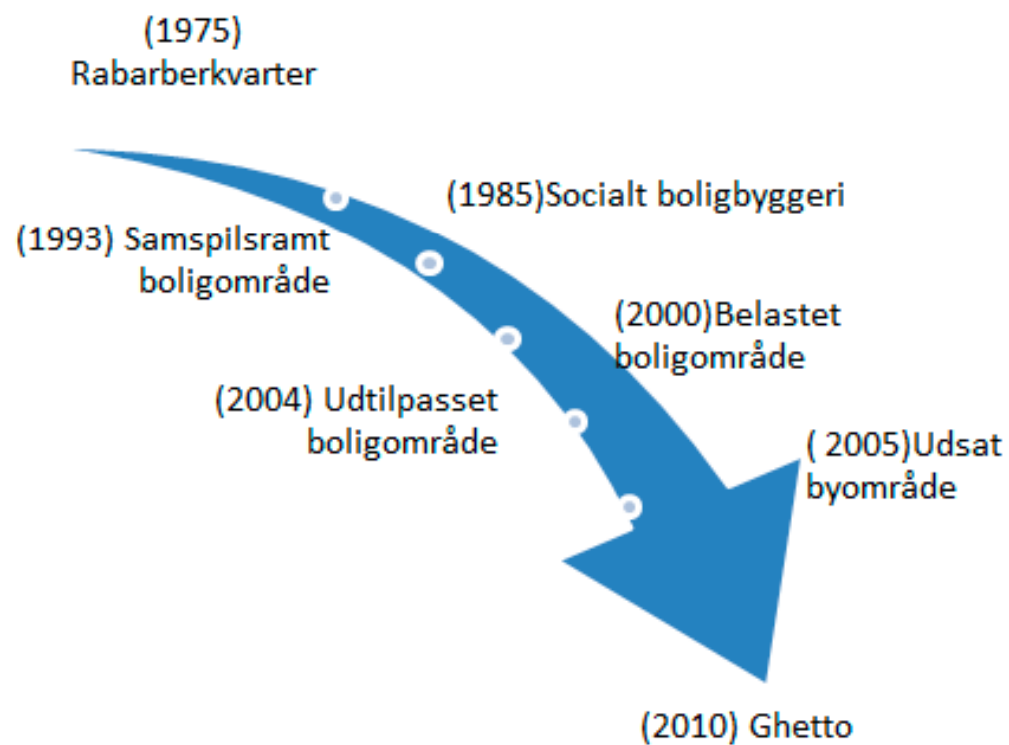 (1975)
Rabarberkvarter
(1985)Socialt boligbyggeri
(1993) Samspilsramt
boligområde
(2000)Belastet
boligområde
(2004) Udtilpasset
boligområde
( 2005)Udsat
byområde
(2010) Ghetto